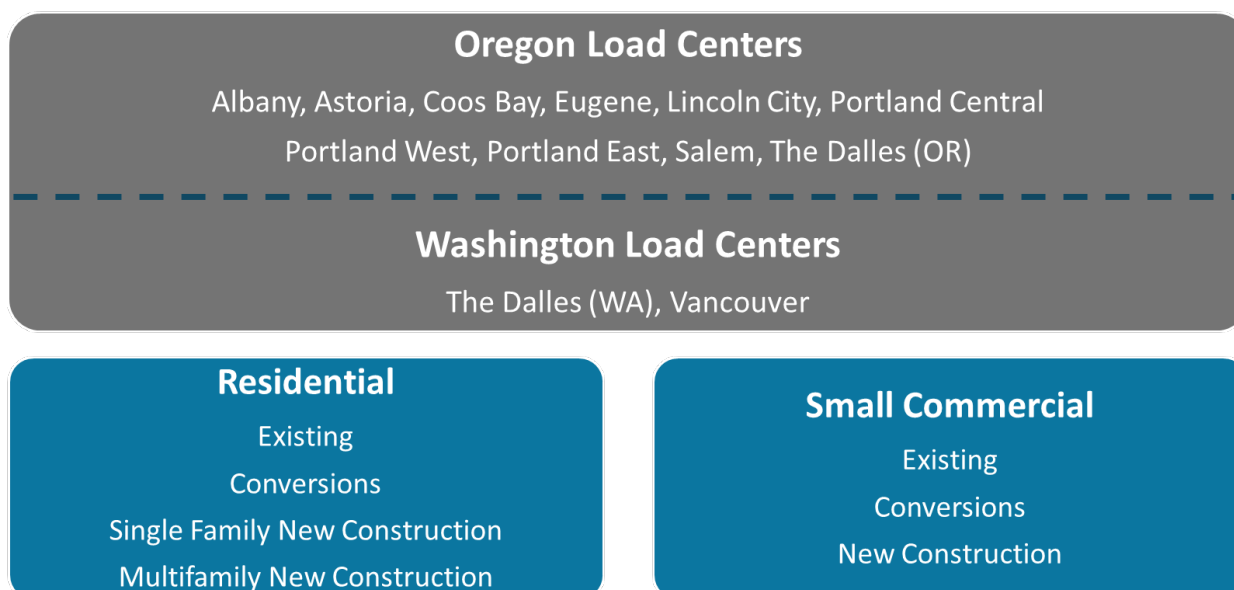 Oregon Load Centers
Albany, Astoria, Coos Bay, Eugene, Lincoln City, Portland Central
Portland West, Portland East, Salem, The Dalles (OR)
Washington Load Centers
The Dalles (WA), Vancouver
Residential
Existing
Conversions
Single Family New Construction
Multifamily New Construction
Small Commercial
Existing
Conversions
New Construction